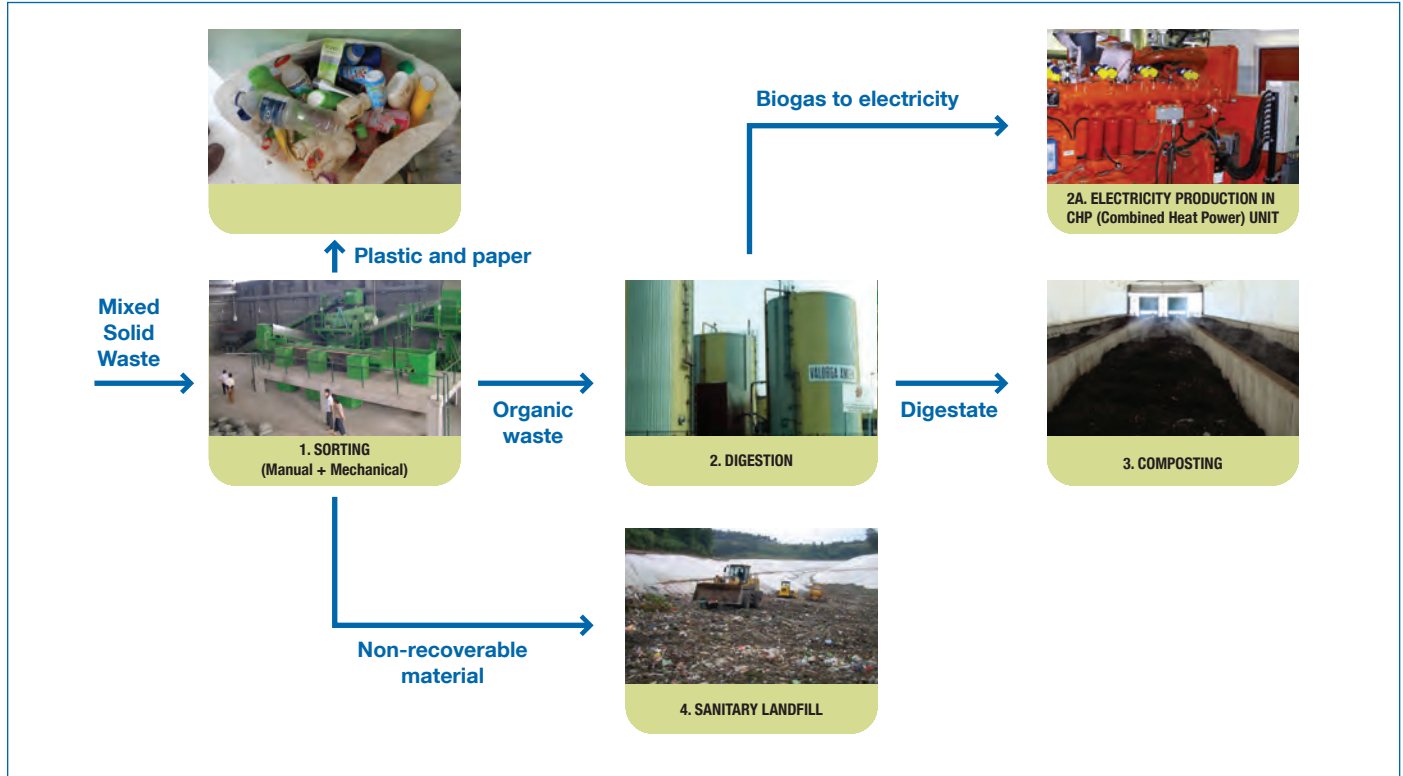 Biogas to electricity
2A. ELECTRICITY PRODUCTION IN
CHP (Combined Heat Power) UNIT
Plastic and paper
Mixed
Solid
Waste
1. SORTING
(Manual + Mechanical)
Organic
waste
VALORGA
2. DIGESTION
Digestate
3. COMPOSTING
Non-recoverable
material
4. SANITARY LANDFILL